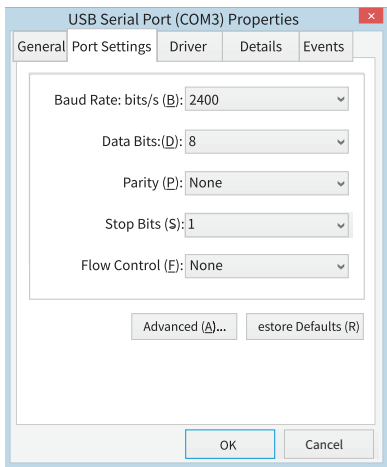 USB Serial Port (COM3) Properties
General Port Settings Driver Details Events
Baud Rate: bits/s (B): 2400
Data Bits:(D): 8
Parity (P): None
Stop Bits (S): 1
Flow Control (F): None
Advanced (A)... estore Defaults (R)
OK Cancel